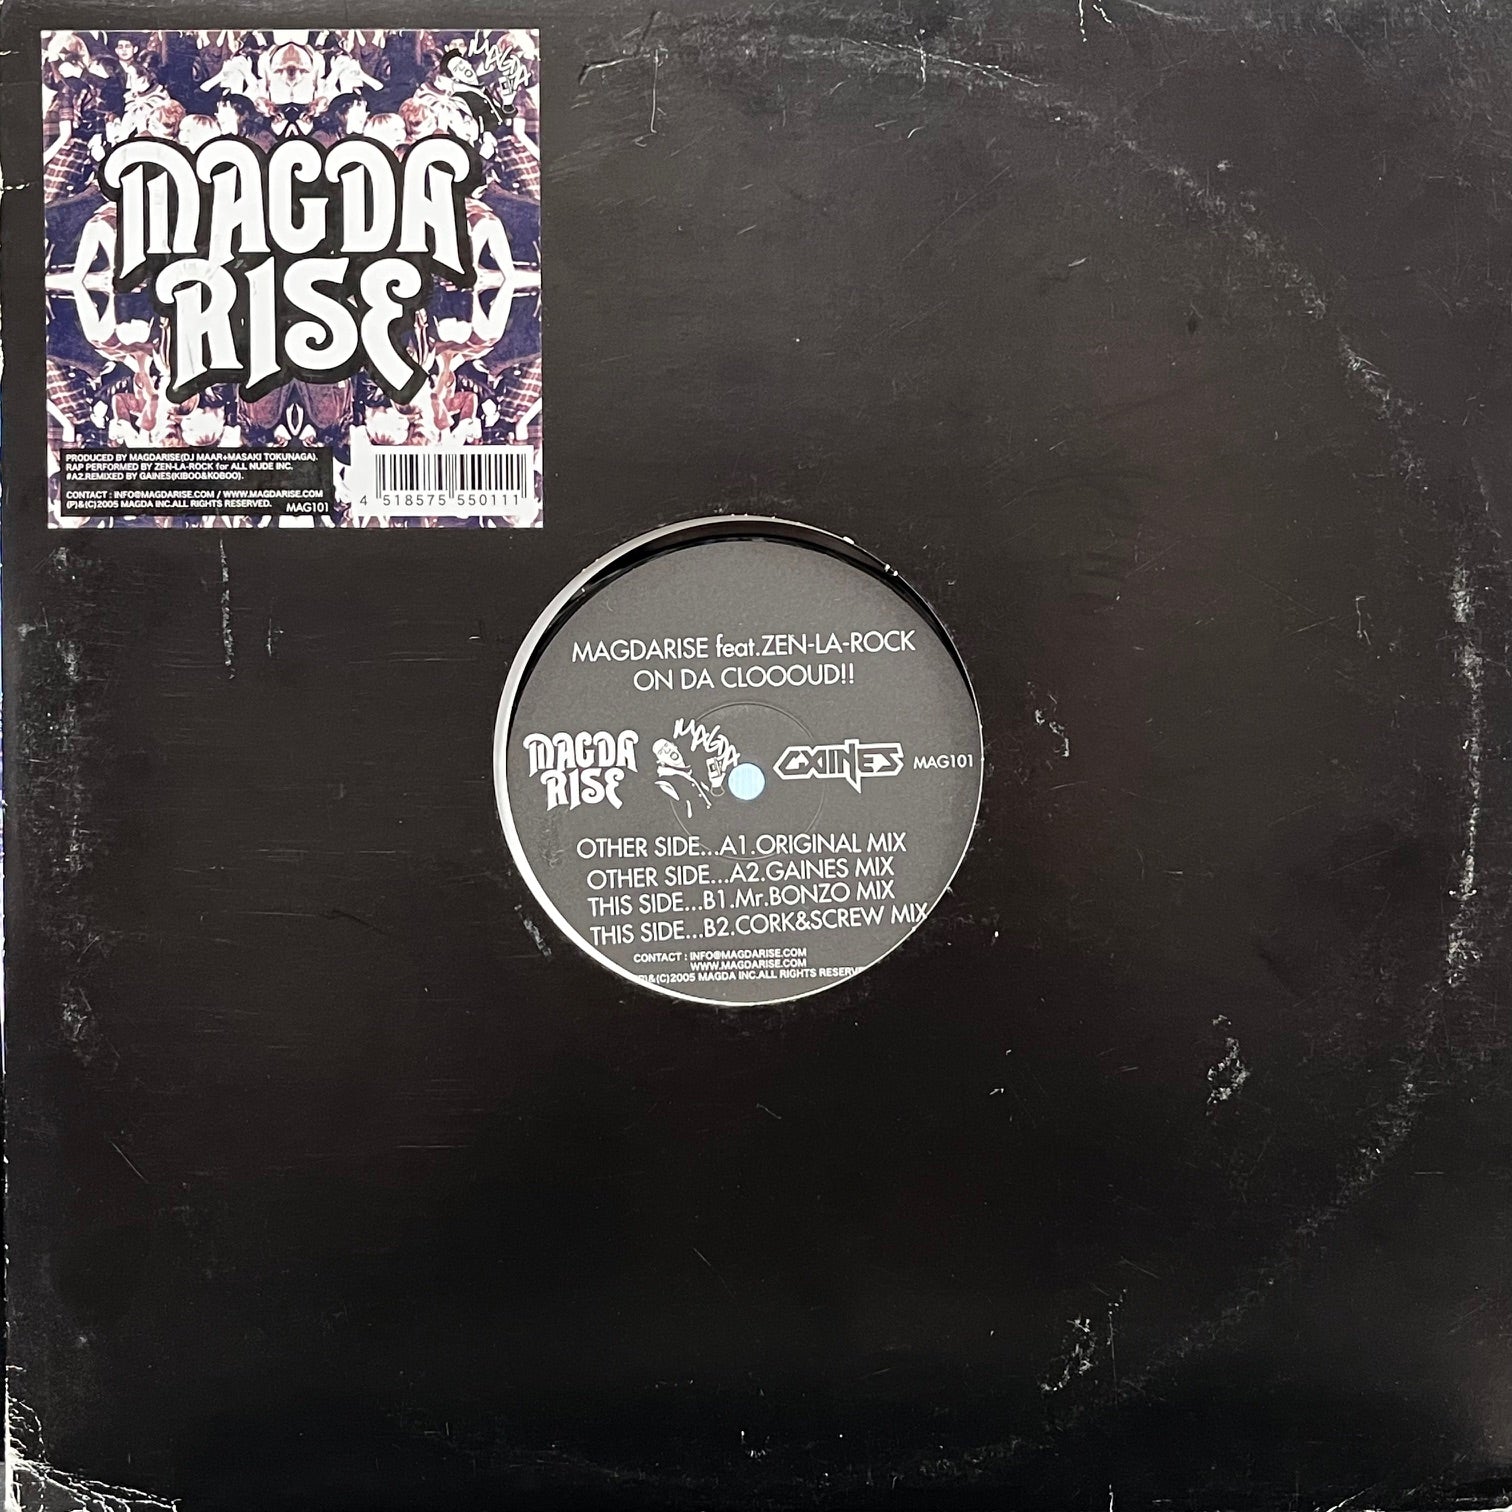 MAGDA
MAGDA
RISE
PRODUCED BY MAGDARISE(DJ MAAR+MASAKI TOKUNAGA).
RAP PERFORMED BY ZEN-LA-ROCK for ALL NUDE INC.
#A2.REMIXED BY GAINES(KIBOO&KOBOO).
CONTACT : INFO@MAGDARISE.COM / WWW.MAGDARISE.COM
(P)&(C)2005 MAGDA INC.ALL RIGHTS RESERVED.
MAG101
4 518575 550111
MAGDARISE feat.ZEN-LA-ROCK
ON DA CLOOOUD!!
MAGDA
RISE
MAGDA
GAINES
MAG101
OTHER SIDE...A1.ORIGINAL MIX
OTHER SIDE...A2.GAINES MIX
THIS SIDE...B1.Mr.BONZO MIX
THIS SIDE...B2.CORK&SCREW MIX
CONTACT : INFO@MAGDARISE.COM
WWW.MAGDARISE.COM
P)&(C)2005 MAGDA INC.ALL RIGHTS RESERV